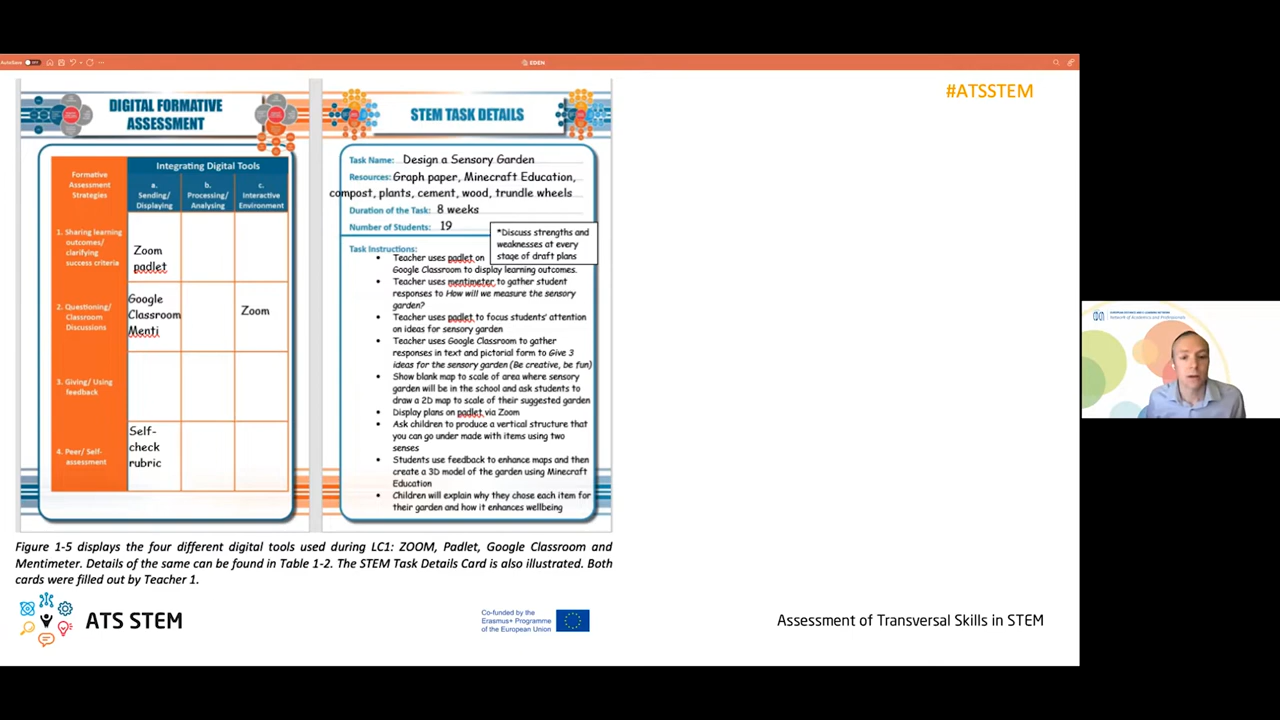 AutoSave OFF
EDEN
#ATSSTEM
DIGITAL FORMATIVE
ASSESSMENT
Formative
Assessment
Strategies
Integrating Digital Tools
a.
Sending/
Displaying
b.
Processing/
Analysing
c.
Interactive
Environment
1. Sharing learning
outcomes/
clarifying
success criteria
Zoom
padlet
2. Questioning/
Classroom
Discussions
Google
Classroom
Menti
Zoom
3. Giving/ Using
feedback
4. Peer/ Self-
assessment
Self-
check
rubric
STEM TASK DETAILS
Task Name: Design a Sensory Garden
Resources: Graph paper, Minecraft Education,
compost, plants, cement, wood, trundle wheels
Duration of the Task: 8 weeks
Number of Students: 19
*Discuss strengths and
weaknesses at every
stage of draft plans
Task Instructions:
• Teacher uses padlet on
Google Classroom to display learning outcomes.
• Teacher uses mentimeter to gather student
responses to How will we measure the sensory
garden?
• Teacher uses padlet to focus students' attention
on ideas for sensory garden
• Teacher uses Google Classroom to gather
responses in text and pictorial form to Give 3
ideas for the sensory garden (Be creative, be fun)
• Show blank map to scale of area where sensory
garden will be in the school and ask students to
draw a 2D map to scale of their suggested garden
• Display plans on padlet via Zoom
• Ask children to produce a vertical structure that
you can go under made with items using two
senses
• Students use feedback to enhance maps and then
create a 3D model of the garden using Minecraft
Education
• Children will explain why they chose each item for
their garden and how it enhances wellbeing
Figure 1-5 displays the four different digital tools used during LC1: ZOOM, Padlet, Google Classroom and
Mentimeter. Details of the same can be found in Table 1-2. The STEM Task Details Card is also illustrated. Both
cards were filled out by Teacher 1.
ATS STEM
Co-funded by the
Erasmus+ Programme
of the European Union
Assessment of Transversal Skills in STEM
Network of Academics and Professionals